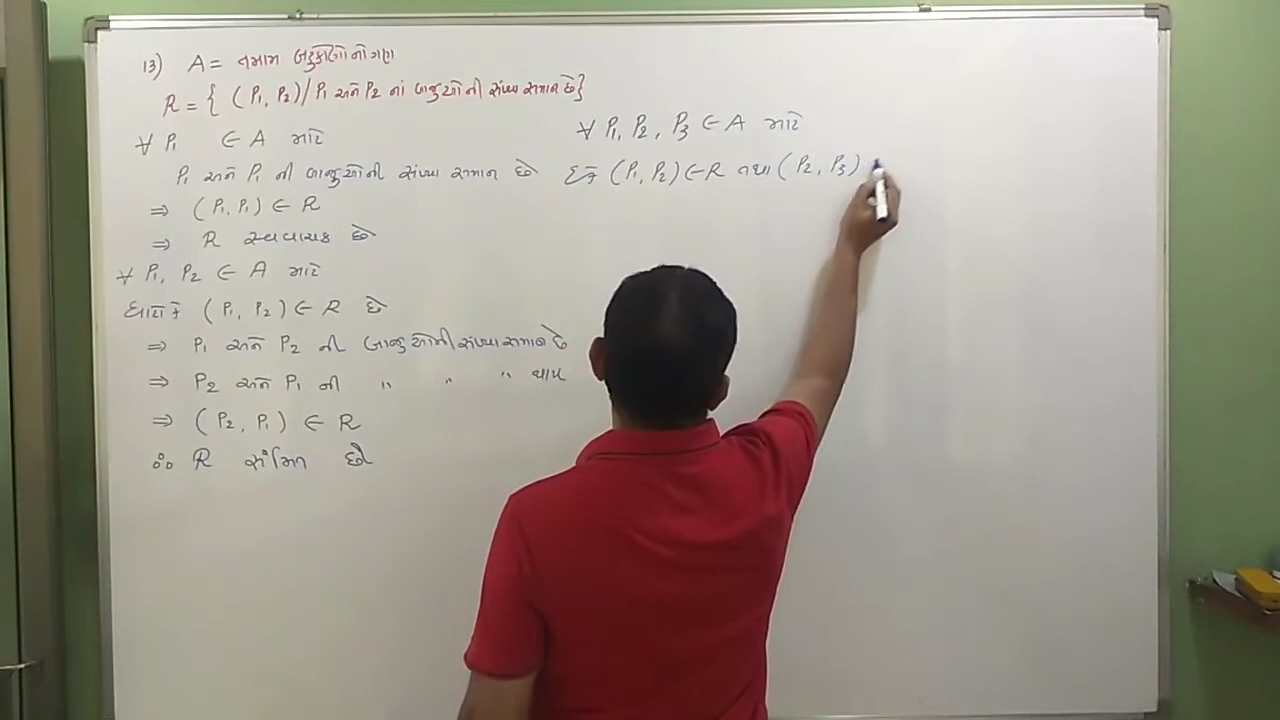 13) A = તમામ બહુકોણોનો ગણ
R = { (P₁, P₂) / P₁ અને P₂ નાં બાજુઓની સંખ્યા સમાન છે}
∀ P₁ ∈ A માટે
P₁ અને P₁ ની બાજુઓની સંખ્યા સમાન છે
⇒ (P₁, P₁) ∈ R
⇒ R સ્વવાચક છે
∀ P₁, P₂ ∈ A માટે
ધારોકે (P₁, P₂) ∈ R છે
⇒ P₁ અને P₂ ની બાજુઓની સંખ્યા સમાન છે
⇒ P₂ અને P₁ ની " " " થાય
⇒ (P₂, P₁) ∈ R
∴ R સંમિત છે
∀ P₁, P₂, P₃ ∈ A માટે
(P₁, P₂) ∈ R તથા (P₂, P₃)